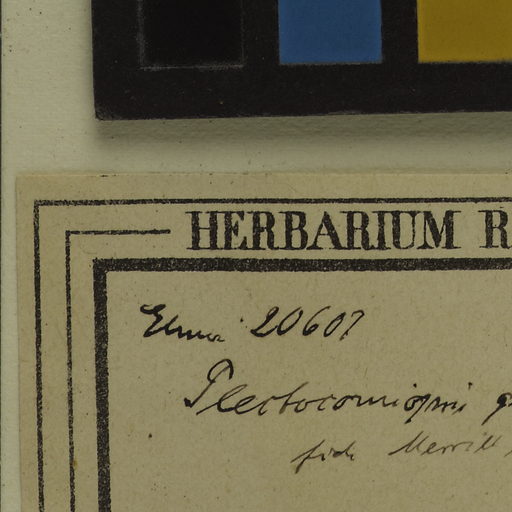 HERBARIUM R
Elmer 20607
Plectocomiopsis g
fide Merrill